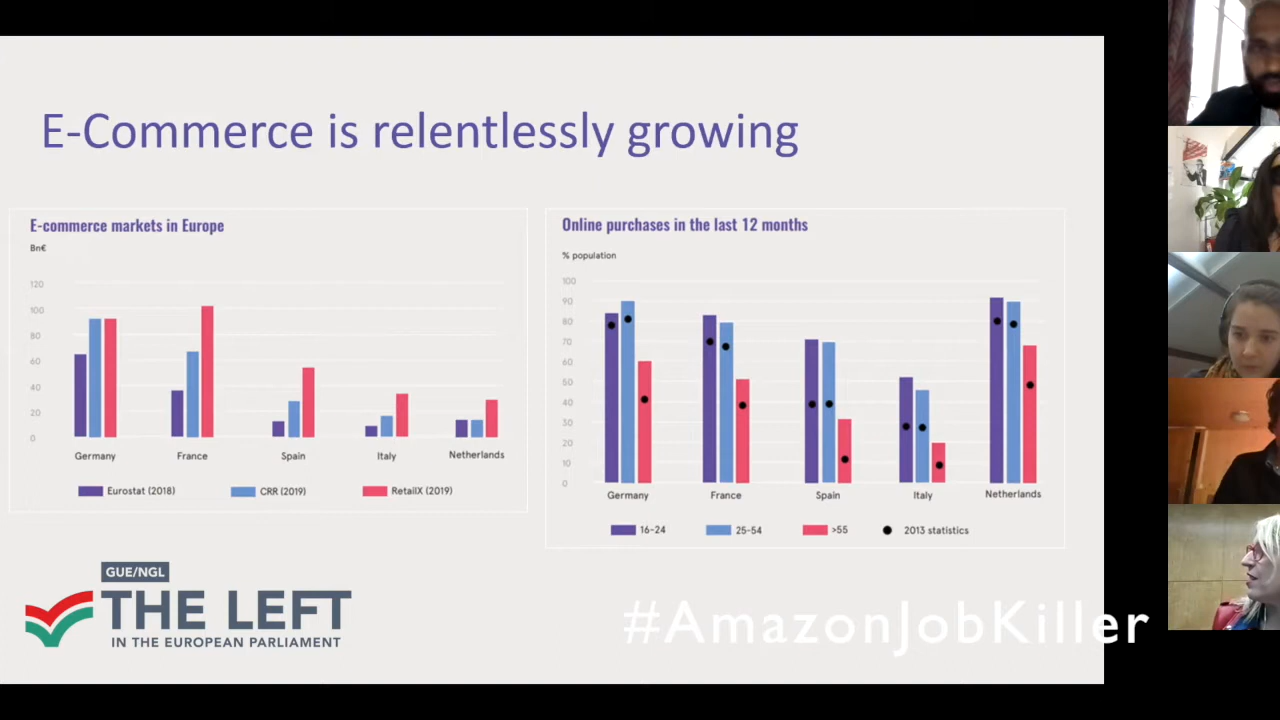 E-Commerce is relentlessly growing
E-commerce markets in Europe
Bn€
120
100
80
60
40
20
0
Germany
France
Spain
Italy
Netherlands
Eurostat (2018)
CRR (2019)
RetailX (2019)
Online purchases in the last 12 months
% population
100
90
80
70
60
50
40
30
20
10
0
Germany
France
Spain
Italy
Netherlands
16-24
25-54
>55
2013 statistics
GUE/NGL
THE LEFT
IN THE EUROPEAN PARLIAMENT
#AmazonJobKiller